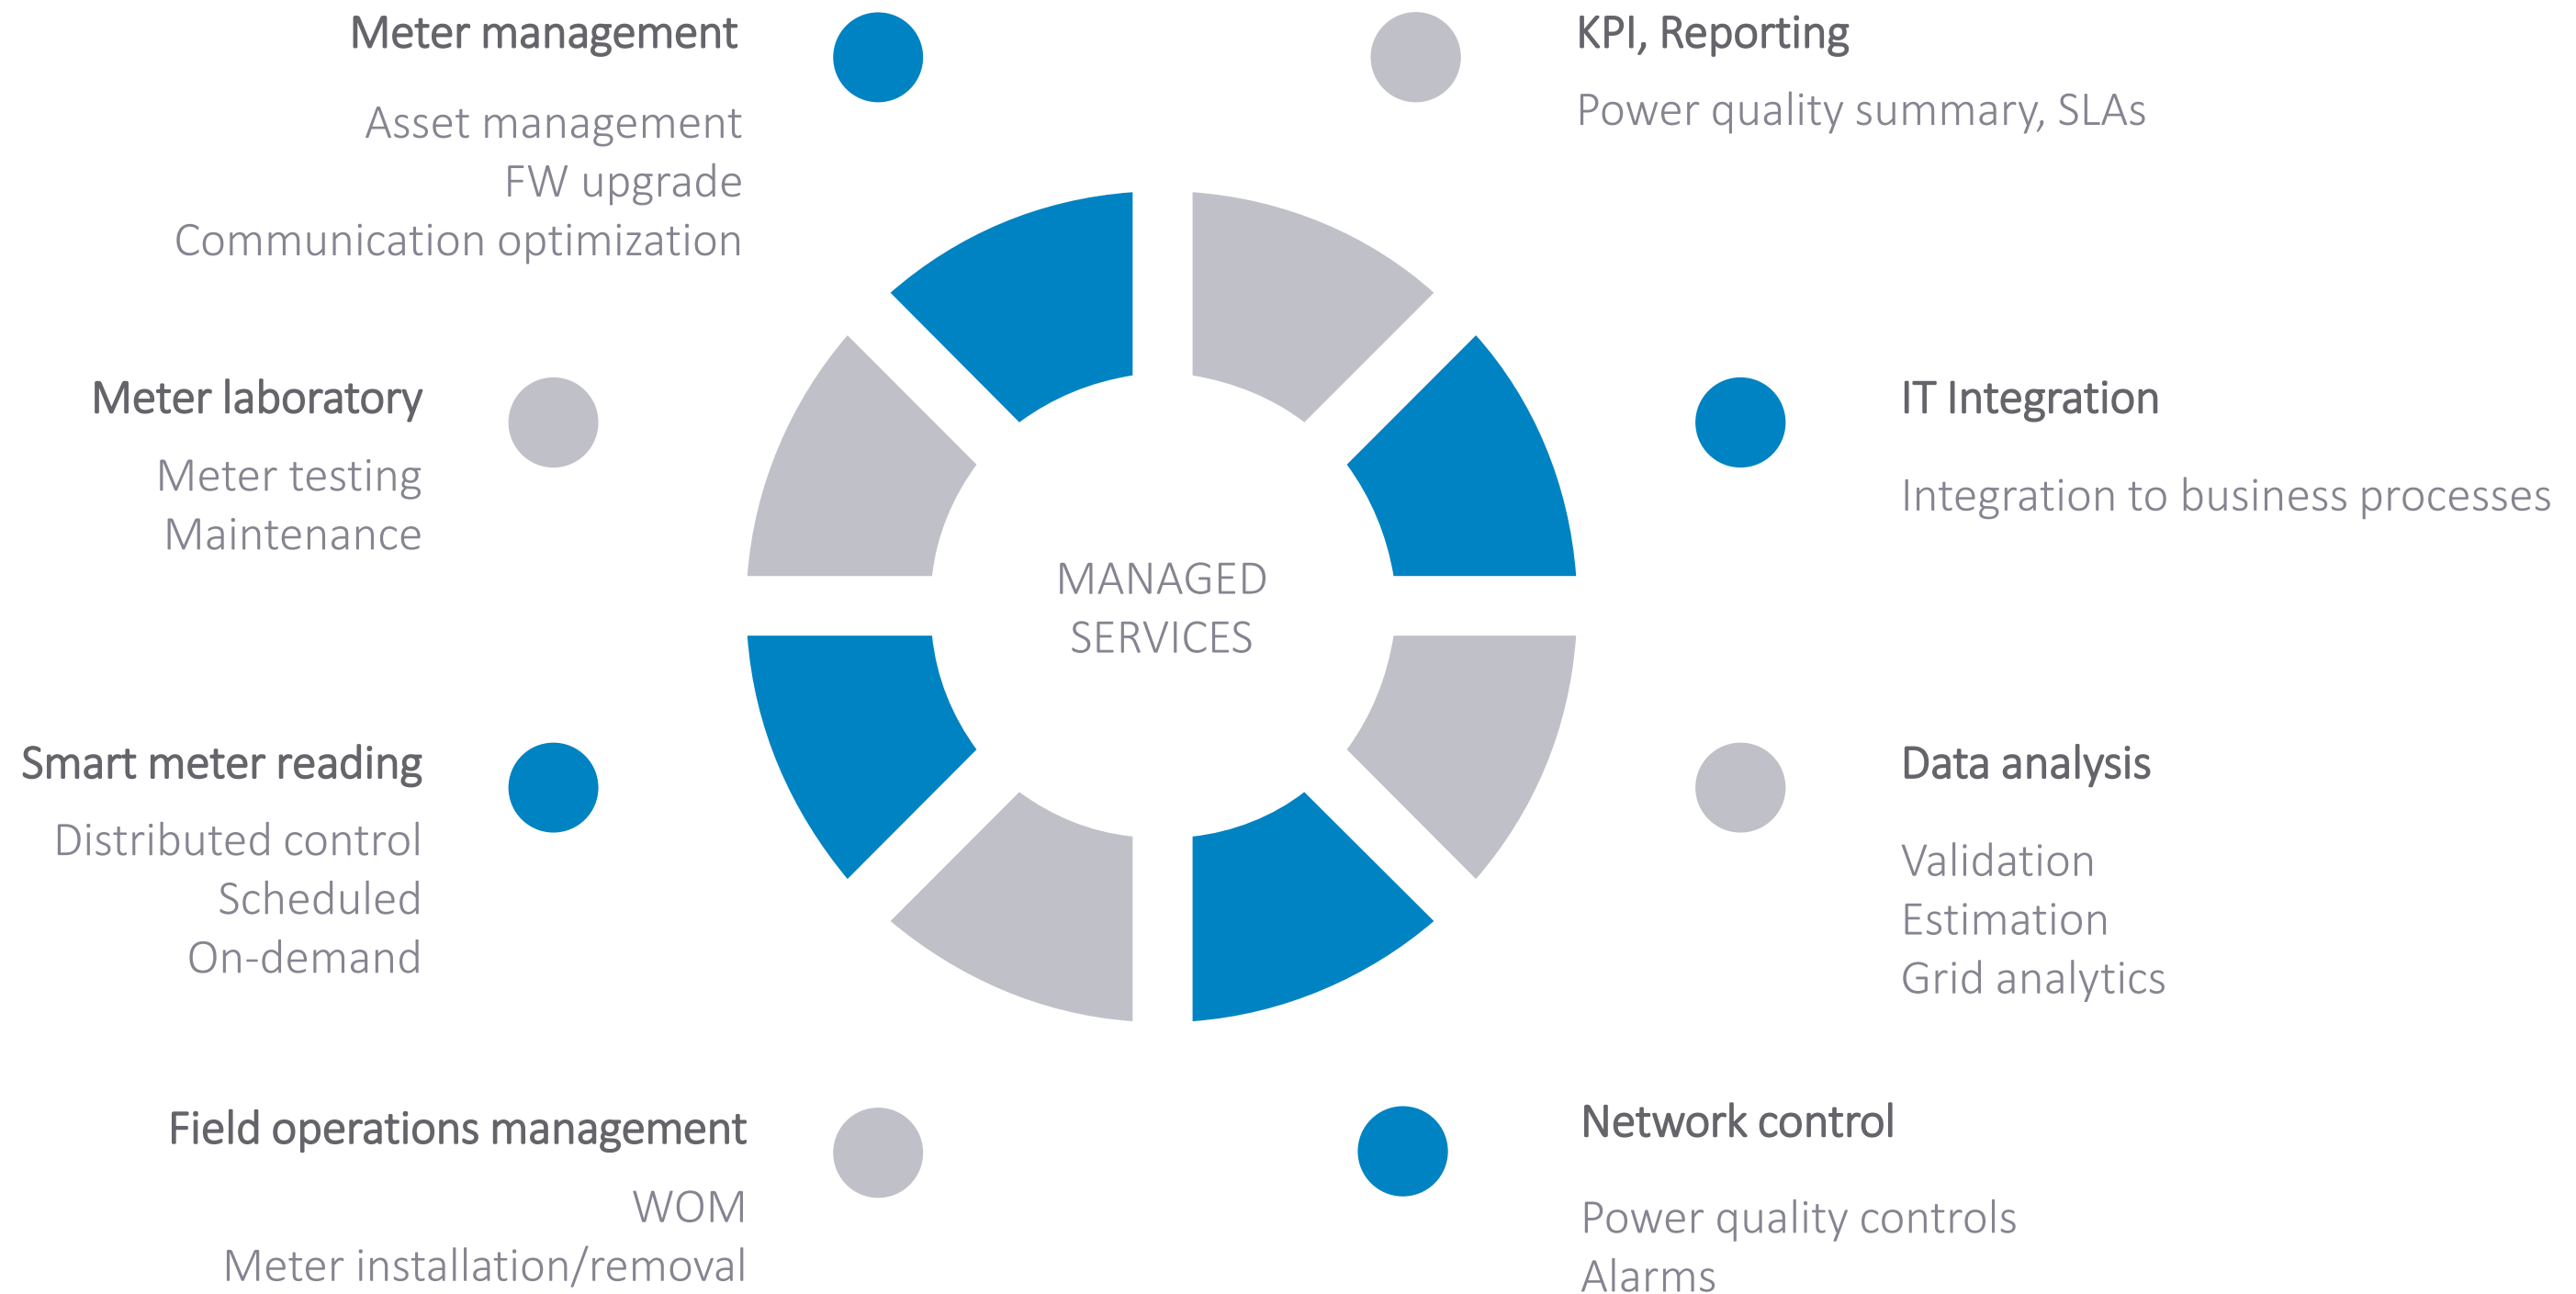 Meter management
Asset management
FW upgrade
Communication optimization
Meter laboratory
Meter testing
Maintenance
Smart meter reading
Distributed control
Scheduled
On-demand
Field operations management
WOM
Meter installation/removal
MANAGED
SERVICES
KPI, Reporting
Power quality summary, SLAs
IT Integration
Integration to business processes
Data analysis
Validation
Estimation
Grid analytics
Network control
Power quality controls
Alarms